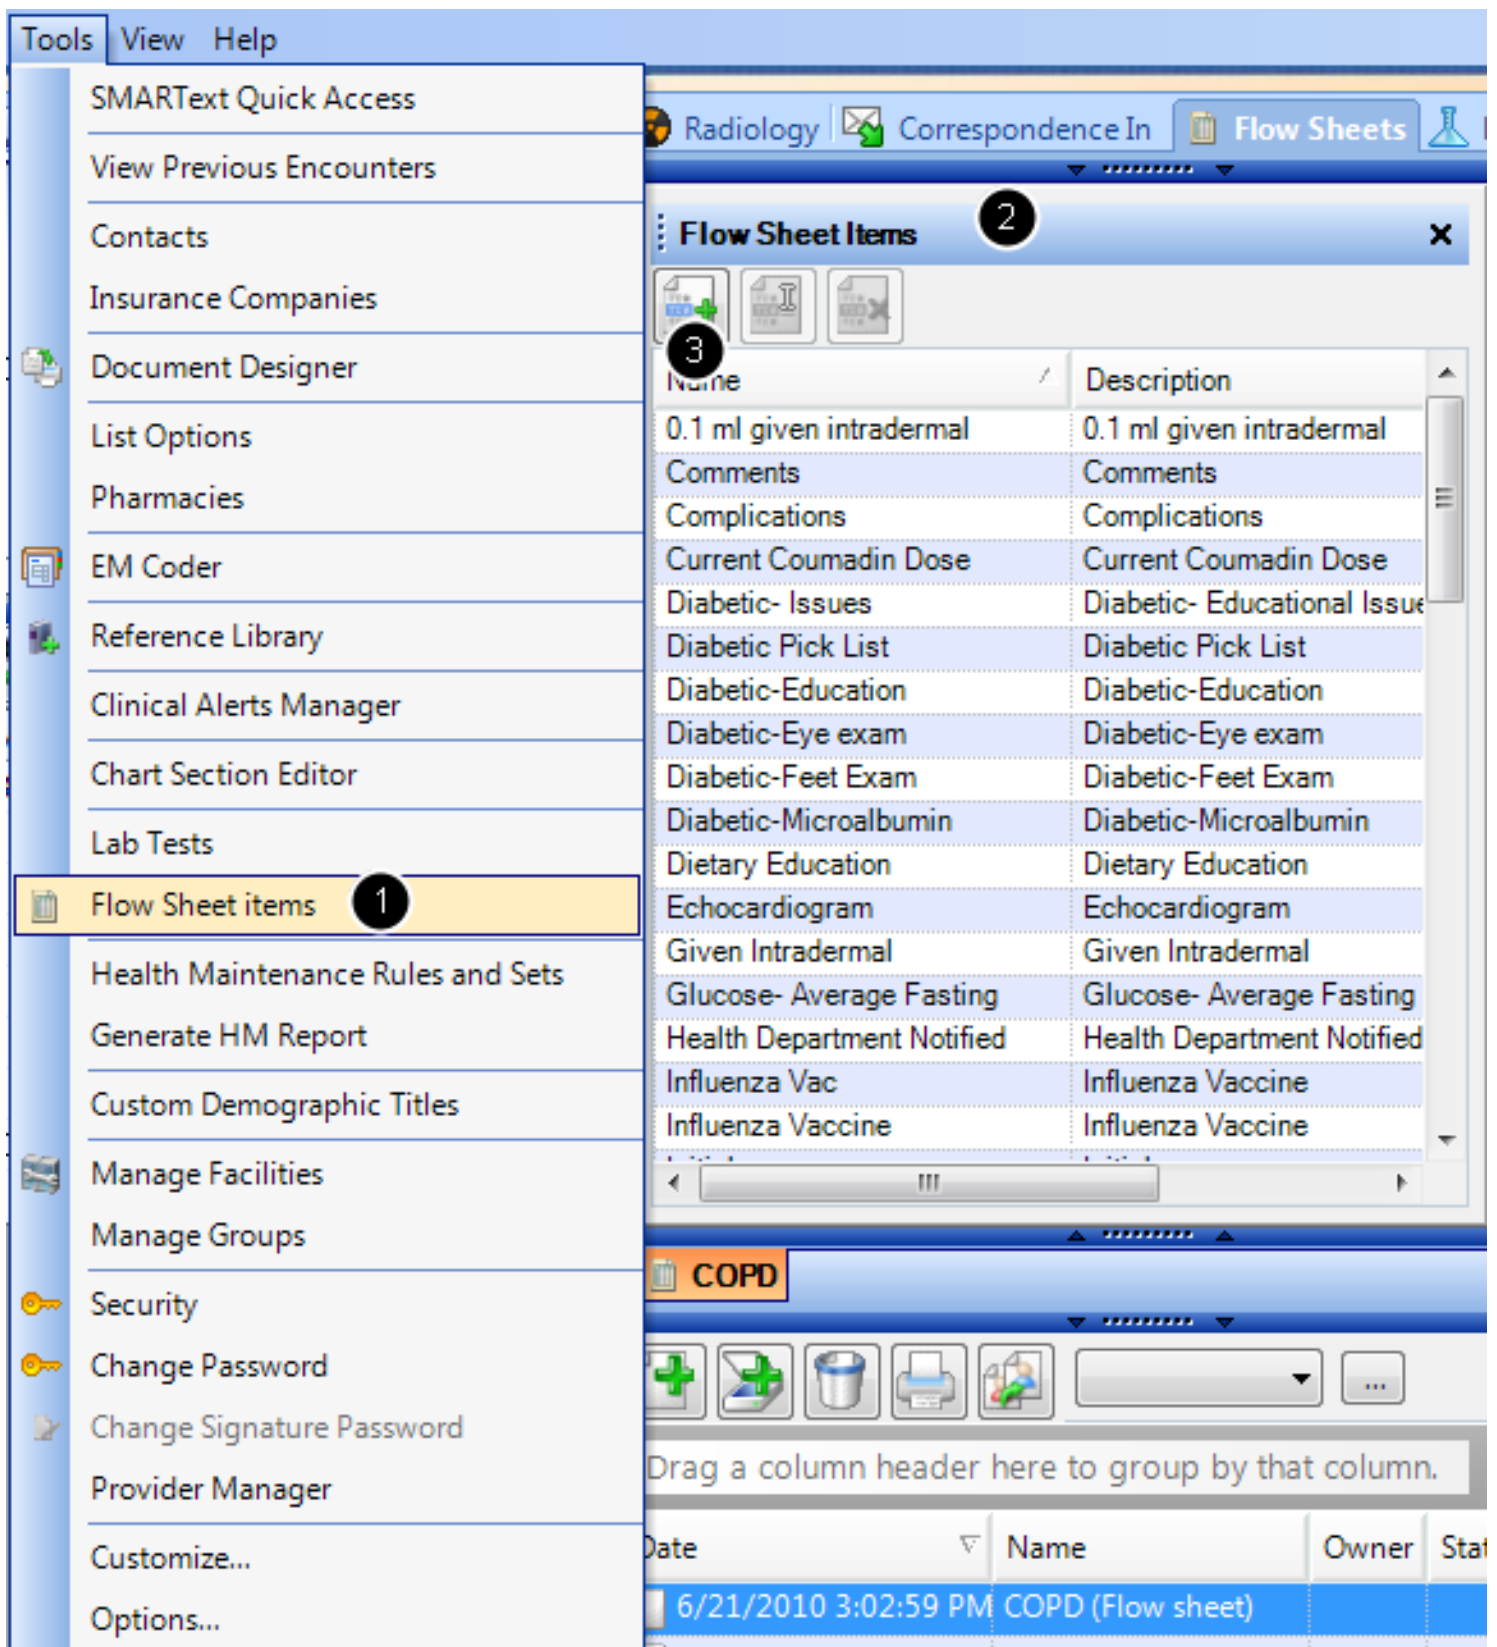 Tools View Help
SMARText Quick Access
View Previous Encounters
Contacts
Insurance Companies
Document Designer
List Options
Pharmacies
EM Coder
Reference Library
Clinical Alerts Manager
Chart Section Editor
Lab Tests
Flow Sheet items 1
Health Maintenance Rules and Sets
Generate HM Report
Custom Demographic Titles
Manage Facilities
Manage Groups
Security
Change Password
Change Signature Password
Provider Manager
Customize...
Options...
Radiology Correspondence In Flow Sheets
Flow Sheet Items 2
3
Name Description
0.1 ml given intradermal 0.1 ml given intradermal
Comments Comments
Complications Complications
Current Coumadin Dose Current Coumadin Dose
Diabetic- Issues Diabetic- Educational Issue
Diabetic Pick List Diabetic Pick List
Diabetic-Education Diabetic-Education
Diabetic-Eye exam Diabetic-Eye exam
Diabetic-Feet Exam Diabetic-Feet Exam
Diabetic-Microalbumin Diabetic-Microalbumin
Dietary Education Dietary Education
Echocardiogram Echocardiogram
Given Intradermal Given Intradermal
Glucose- Average Fasting Glucose- Average Fasting
Health Department Notified Health Department Notified
Influenza Vac Influenza Vaccine
Influenza Vaccine Influenza Vaccine
COPD
...
Drag a column header here to group by that column.
Date Name Owner Stat
6/21/2010 3:02:59 PM COPD (Flow sheet)